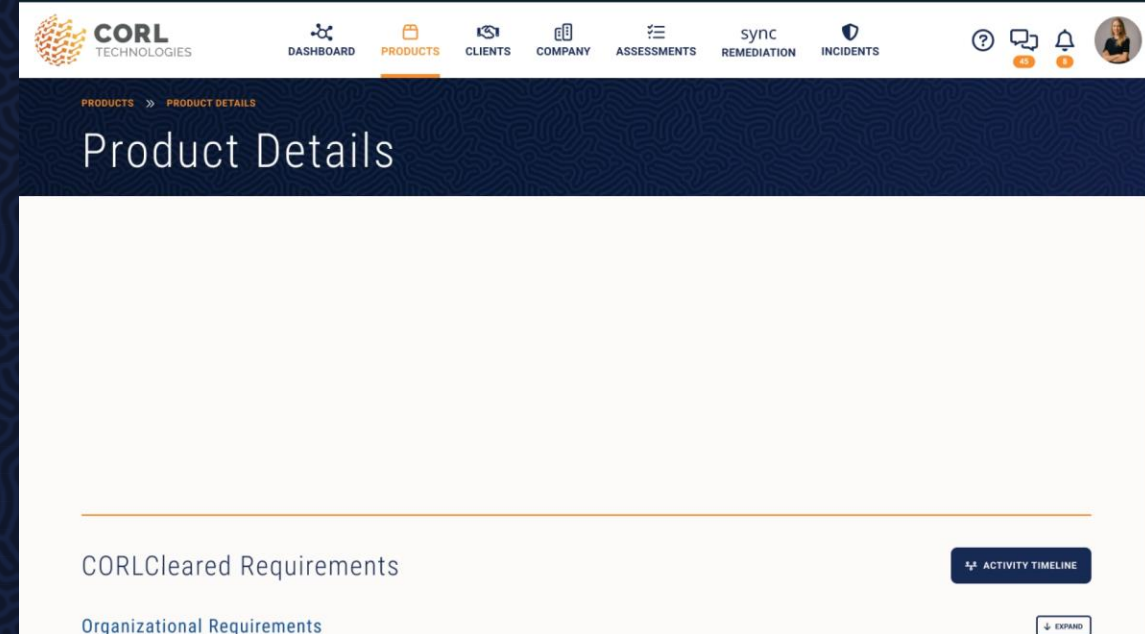 CORL
TECHNOLOGIES
DASHBOARD
PRODUCTS
CLIENTS
COMPANY
ASSESSMENTS
sync
REMEDIATION
INCIDENTS
?
45
8
PRODUCTS » PRODUCT DETAILS
Product Details
CORLCleared Requirements
ACTIVITY TIMELINE
Organizational Requirements
↓ EXPAND